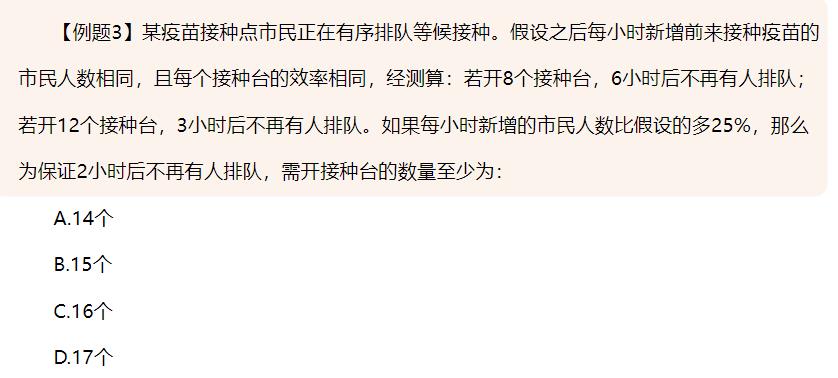 【例题3】某疫苗接种点市民正在有序排队等候接种。假设之后每小时新增前来接种疫苗的
市民人数相同，且每个接种台的效率相同，经测算：若开8个接种台，6小时后不再有人排队；
若开12个接种台，3小时后不再有人排队。如果每小时新增的市民人数比假设的多25%，那么
为保证2小时后不再有人排队，需开接种台的数量至少为：
A.14个
B.15个
C.16个
D.17个